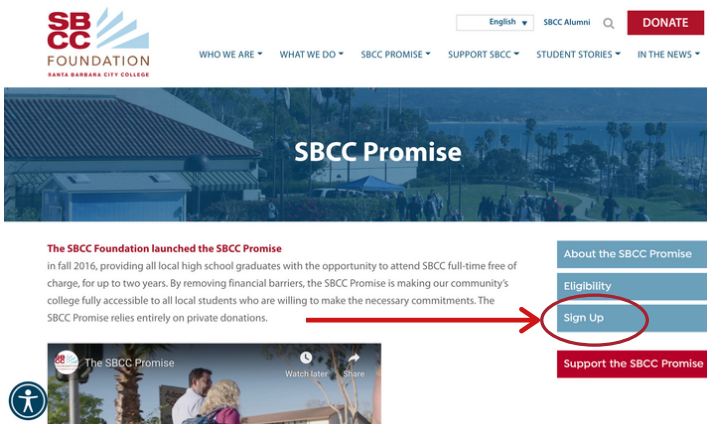 SB
CC
FOUNDATION
SANTA BARBARA CITY COLLEGE
English
SBCC Alumni
DONATE
WHO WE ARE
WHAT WE DO
SBCC PROMISE
SUPPORT SBCC
STUDENT STORIES
IN THE NEWS
SBCC Promise
The SBCC Foundation launched the SBCC Promise
in fall 2016, providing all local high school graduates with the opportunity to attend SBCC full-time free of
charge, for up to two years. By removing financial barriers, the SBCC Promise is making our community's
college fully accessible to all local students who are willing to make the necessary commitments. The
SBCC Promise relies entirely on private donations.
About the SBCC Promise
Eligibility
Sign Up
Support the SBCC Promise
The SBCC Promise
Watch later
Share